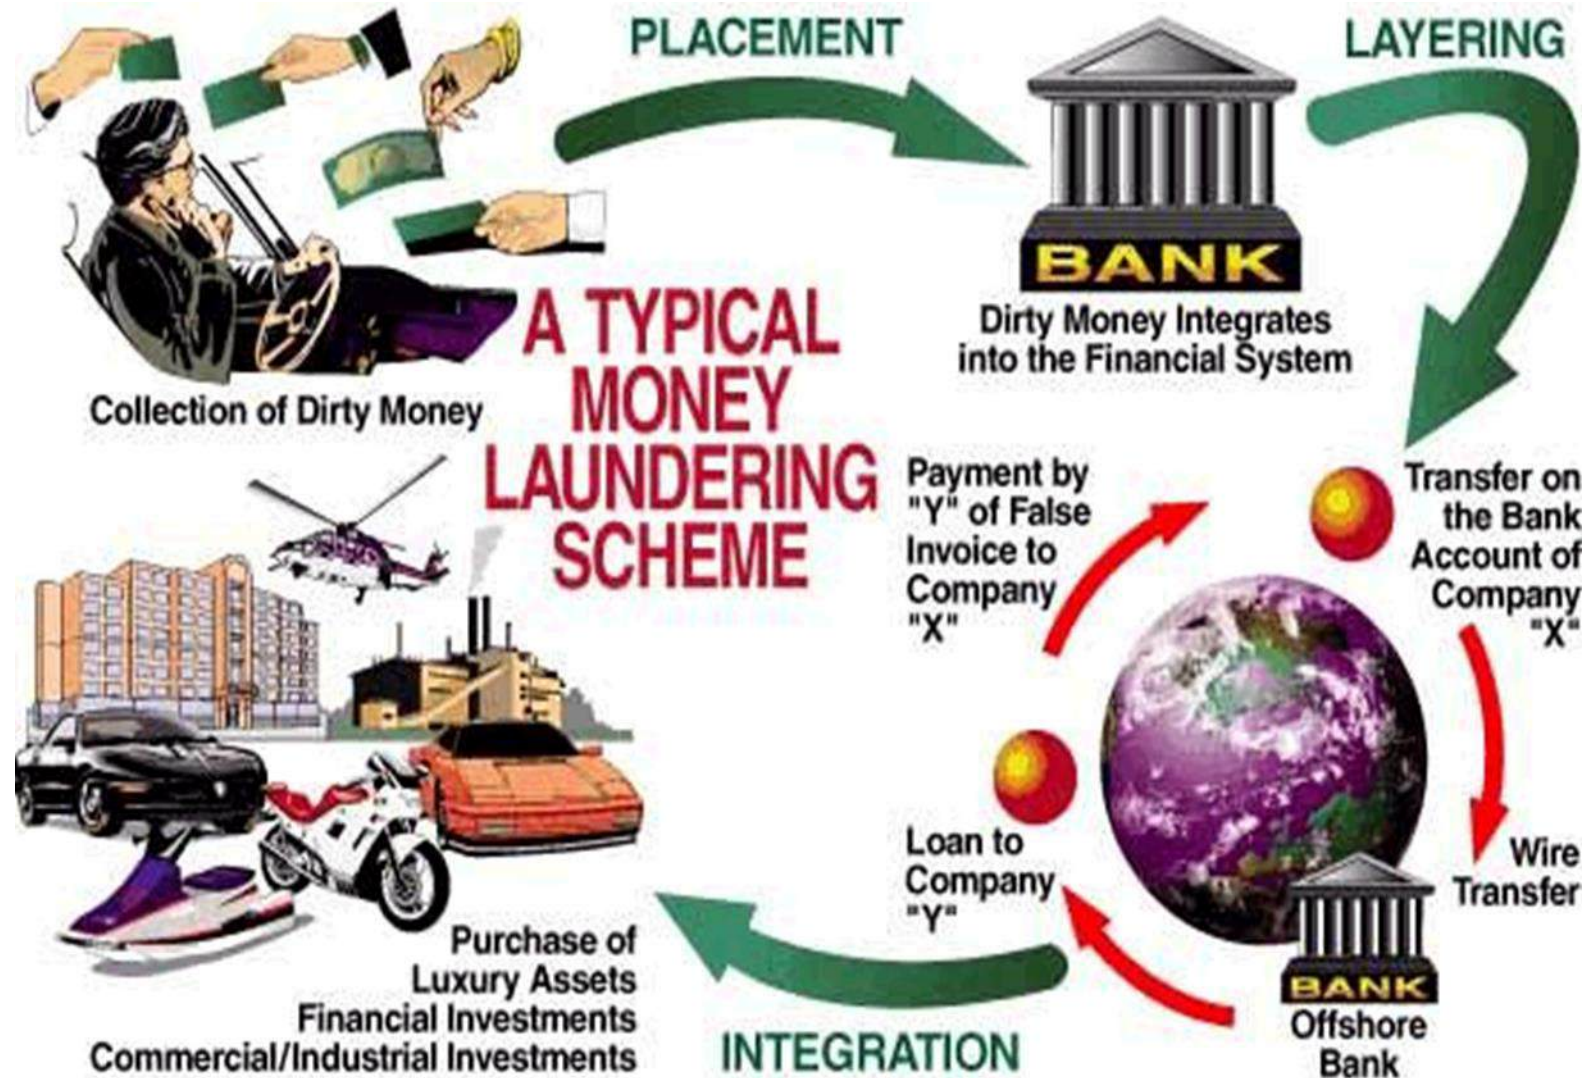 PLACEMENT
LAYERING
BANK
Dirty Money Integrates
into the Financial System
Collection of Dirty Money
A TYPICAL
MONEY
LAUNDERING
SCHEME
Payment by
"Y" of False
Invoice to
Company
"X"
Transfer on
the Bank
Account of
Company
"X"
Wire
Transfer
Loan to
Company
"Y"
BANK
Offshore
Bank
INTEGRATION
Purchase of
Luxury Assets
Financial Investments
Commercial/Industrial Investments